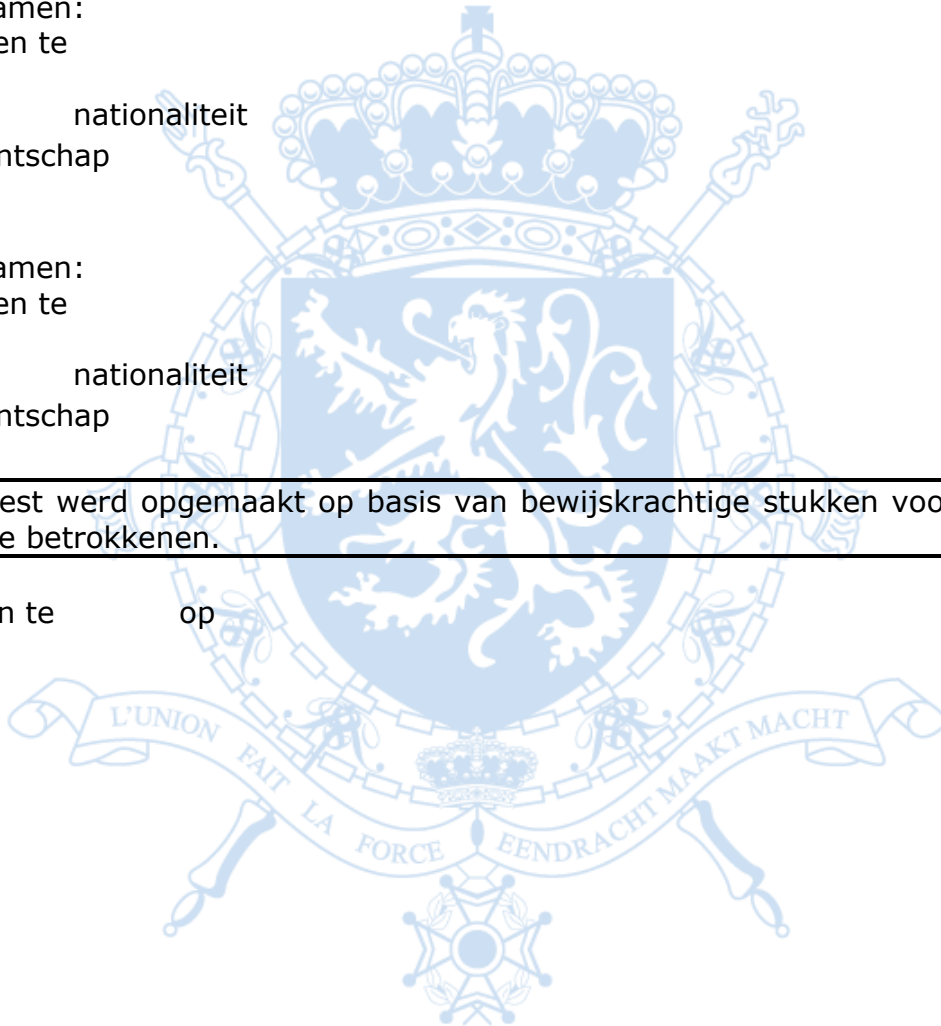 amen:
en te
nationaliteit
ntschap
amen:
en te
nationaliteit
ntschap
est werd opgemaakt op basis van bewijskrachtige stukken voo
e betrokkenen.
n te op
L'UNION FAIT LA FORCE EENDRACHT MAAKT MACHT